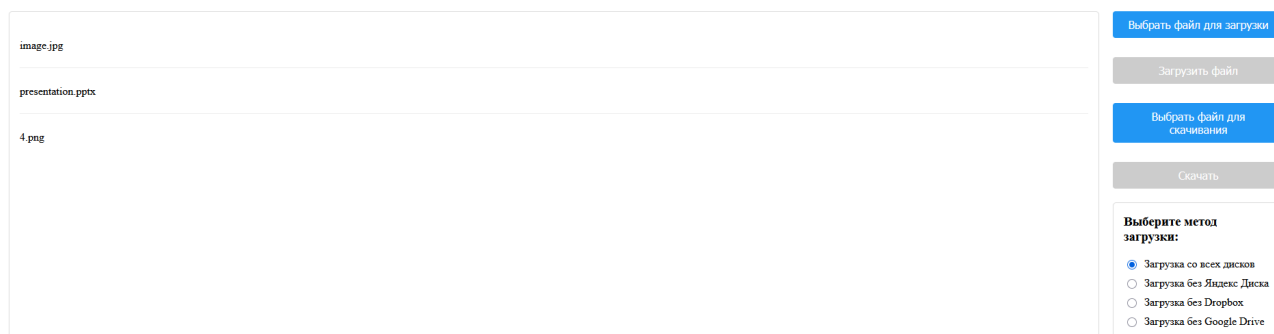 image.jpg
presentation.pptx
4.png
Выбрать файл для загрузки
Загрузить файл
Выбрать файл для
скачивания
Скачать
Выберите метод
загрузки:
Загрузка со всех дисков
Загрузка без Яндекс Диска
Загрузка без Dropbox
Загрузка без Google Drive